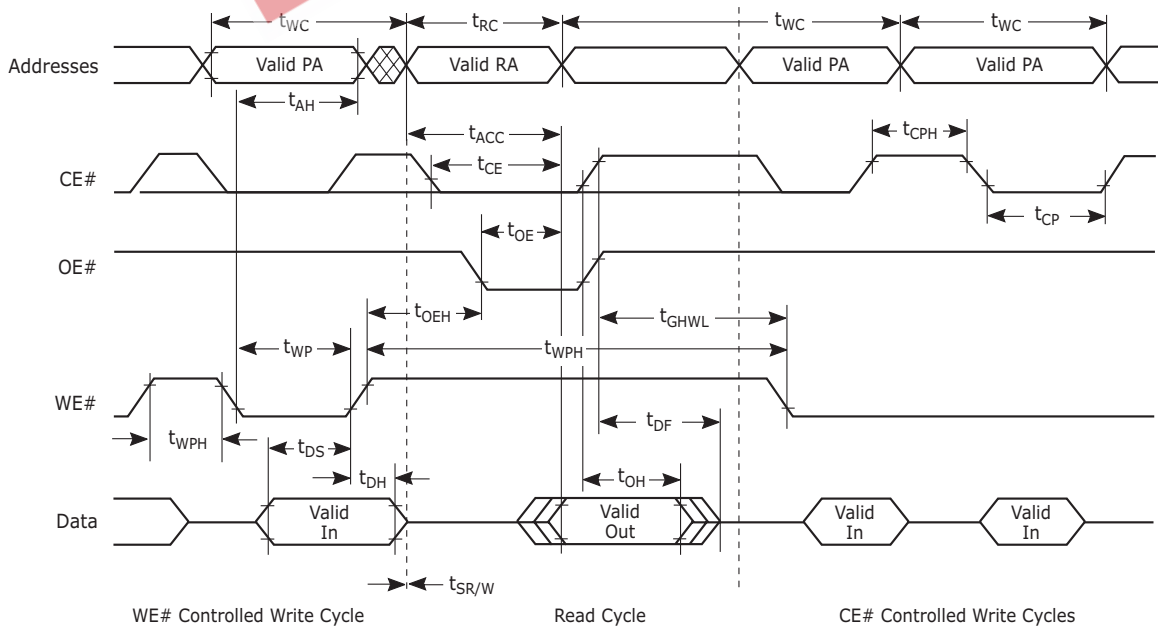 tWC tRC tWC tWC
Addresses Valid PA Valid RA Valid PA Valid PA
tAH
tACC tCPH
tCE
CE#
tOE tCP
OE#
tOEH tGHWL
tWP tWPH
WE#
tWPH tDS tDF
tDH tOH
Data Valid In Valid Out Valid In Valid In
tSR/W
WE# Controlled Write Cycle Read Cycle CE# Controlled Write Cycles